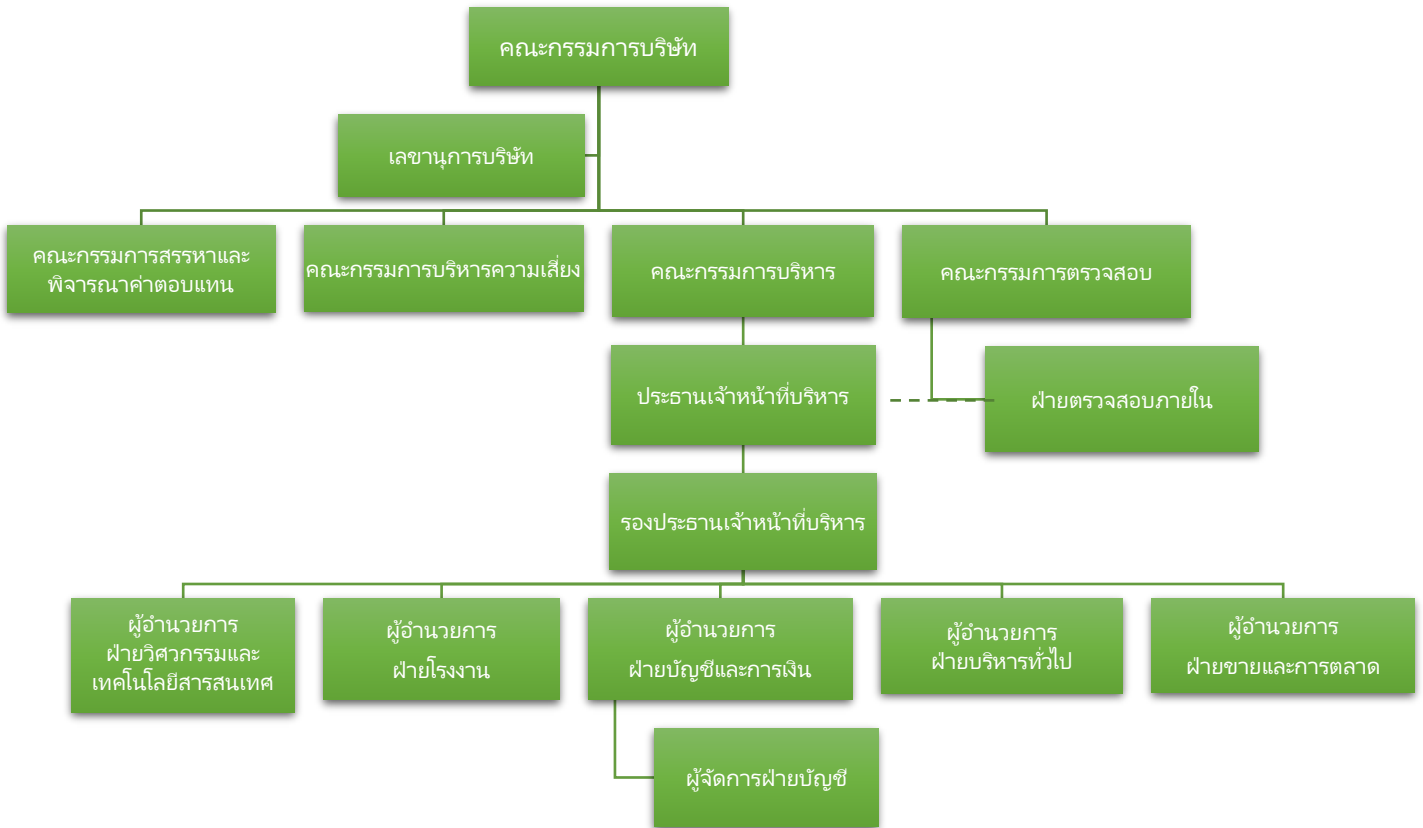 คณะกรรมการบริษัท
เลขานุการบริษัท
คณะกรรมการสรรหาและ
พิจารณาค่าตอบแทน
คณะกรรมการบริหารความเสี่ยง
คณะกรรมการบริหาร
คณะกรรมการตรวจสอบ
ประธานเจ้าหน้าที่บริหาร
ฝ่ายตรวจสอบภายใน
รองประธานเจ้าหน้าที่บริหาร
ผู้อำนวยการ
ฝ่ายวิศวกรรมและ
เทคโนโลยีสารสนเทศ
ผู้อำนวยการ
ฝ่ายโรงงาน
ผู้อำนวยการ
ฝ่ายบัญชีและการเงิน
ผู้อำนวยการ
ฝ่ายบริหารทั่วไป
ผู้อำนวยการ
ฝ่ายขายและการตลาด
ผู้จัดการฝ่ายบัญชี